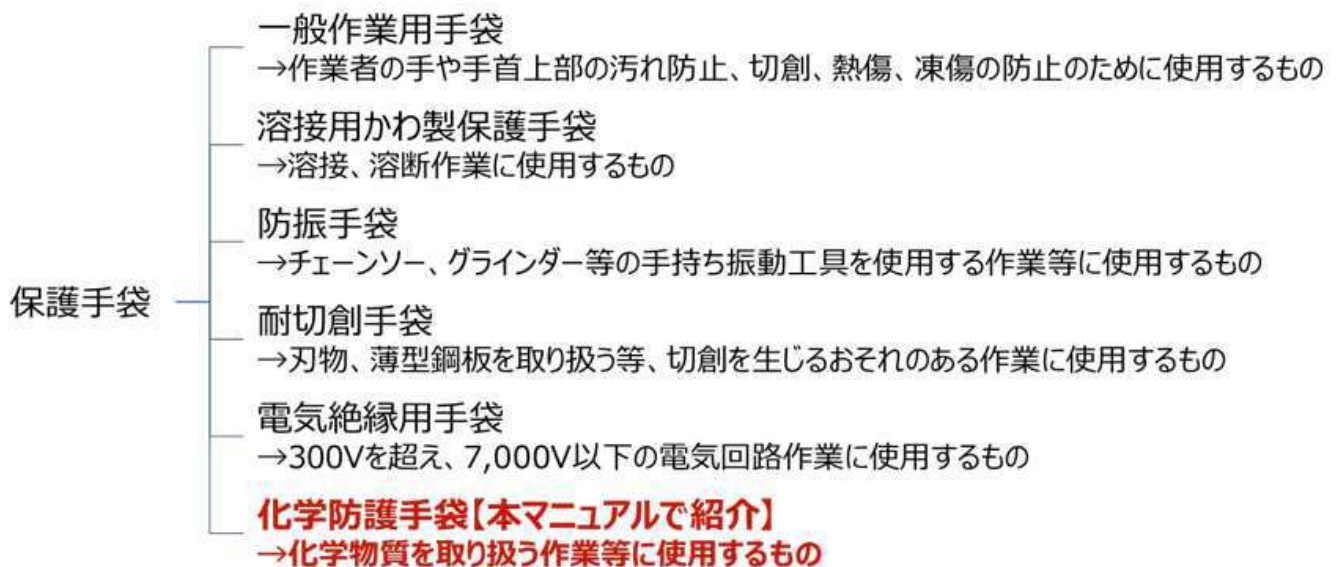 一般作業用手袋
→作業者の手や手首上部の汚れ防止、切創、熱傷、凍傷の防止のために使用するもの
溶接用かわ製保護手袋
→溶接、溶断作業に使用するもの
防振手袋
→チェーンソー、グラインダー等の手持ち振動工具を使用する作業等に使用するもの
保護手袋
耐切創手袋
→刃物、薄型鋼板を取り扱う等、切創を生じるおそれのある作業に使用するもの
電気絶縁用手袋
→300Vを超え、7,000V以下の電気回路作業に使用するもの
化学防護手袋【本マニュアルで紹介】
→化学物質を取り扱う作業等に使用するもの